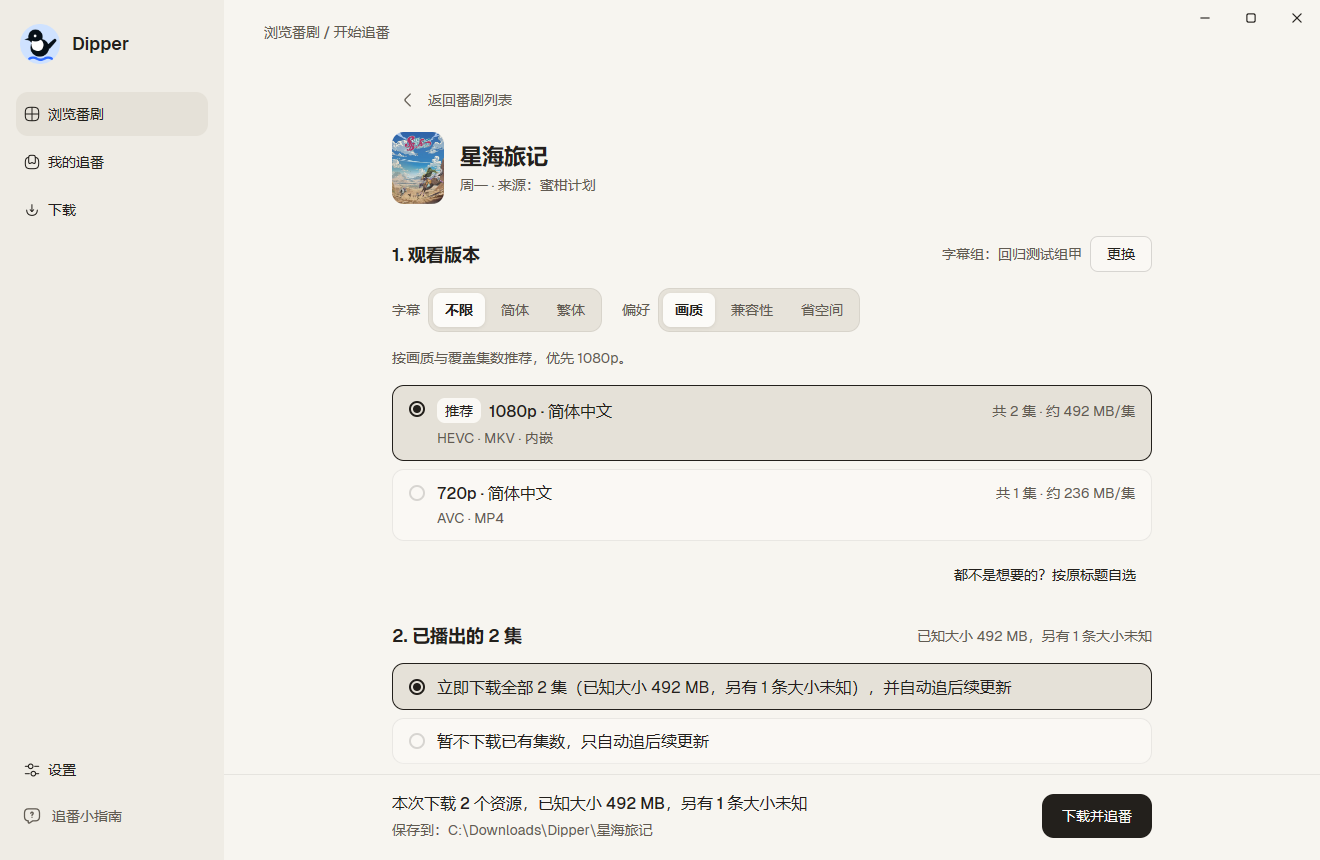 Dipper
浏览番剧 / 开始追番
浏览番剧
我的追番
下载
设置
追番小指南
返回番剧列表
星海旅记
周一 · 来源：蜜柑计划
1. 观看版本
字幕组：回归测试组甲
更换
字幕 不限 简体 繁体 偏好 画质 兼容性 省空间
按画质与覆盖集数推荐，优先 1080p。
推荐 1080p · 简体中文 共 2 集 · 约 492 MB/集
HEVC · MKV · 内嵌
720p · 简体中文 共 1 集 · 约 236 MB/集
AVC · MP4
都不是想要的？按原标题自选
2. 已播出的 2 集 已知大小 492 MB，另有 1 条大小未知
立即下载全部 2 集（已知大小 492 MB，另有 1 条大小未知），并自动追后续更新
暂不下载已有集数，只自动追后续更新
本次下载 2 个资源，已知大小 492 MB，另有 1 条大小未知
保存到：C:\Downloads\Dipper\星海旅记
下载并追番